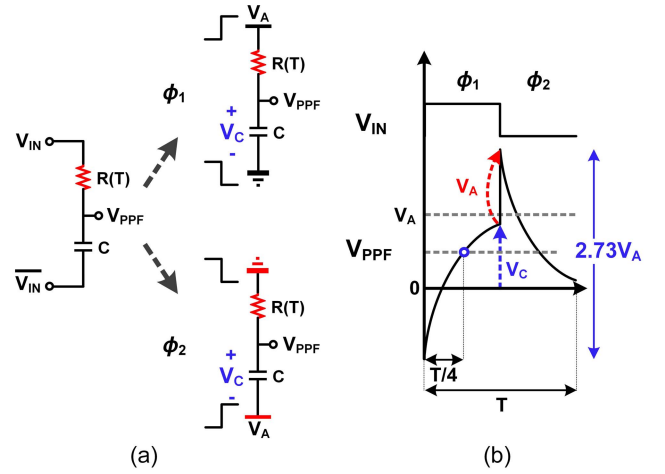 V_A
R(T)
ϕ₁
V_PPF
+
V_C
C
-
V_IN
R(T)
V_PPF
C
V̅_I̅N̅
R(T)
ϕ₂
+
V_PPF
V_C
C
-
V_A
(a)
ϕ₁
ϕ₂
V_IN
V_A
V_A
V_PPF
2.73V_A
V_C
0
T/4
T
(b)